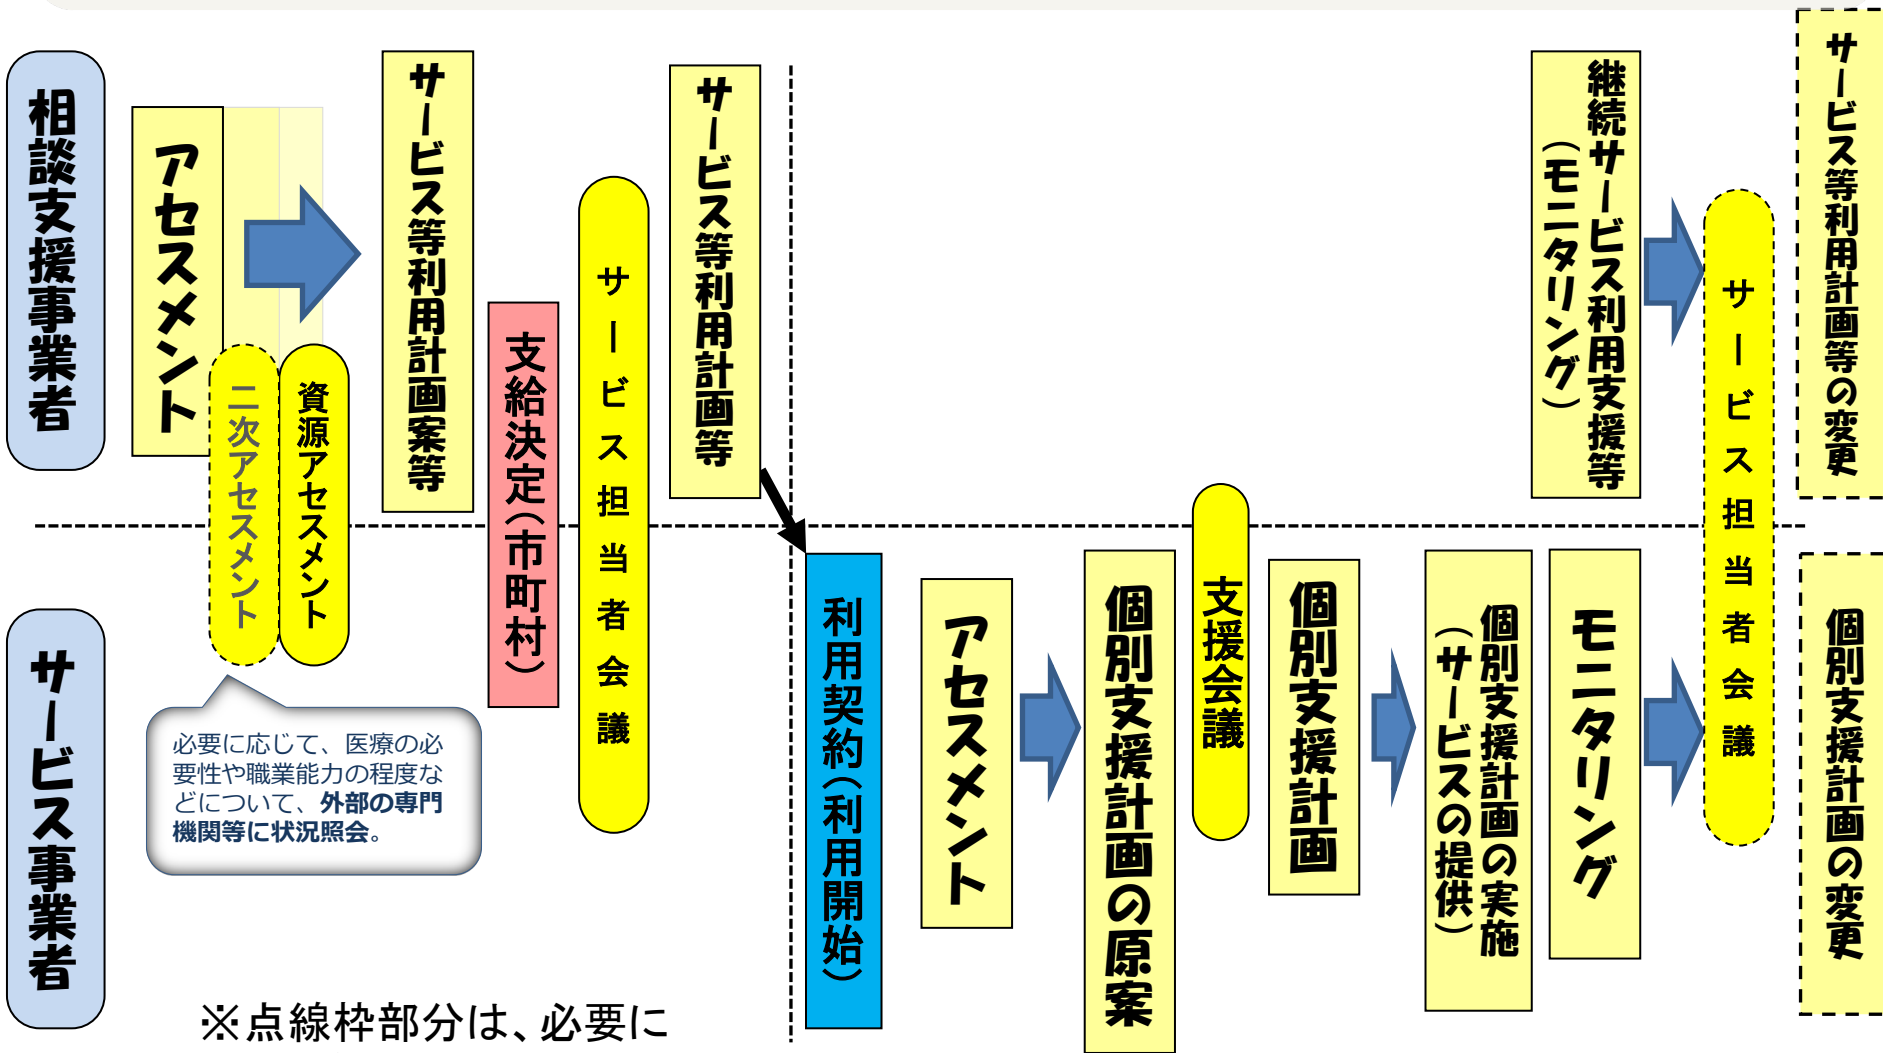 相談支援事業者
アセスメント
二次アセスメント
資源アセスメント
サービス等利用計画案等
支給決定(市町村)
サービス担当者会議
サービス等利用計画等
継続サービス利用支援等
(モニタリング)
サービス担当者会議
サービス等利用計画等の変更
サービス事業者
必要に応じて、医療の必
要性や職業能力の程度な
どについて、外部の専門
機関等に状況照会。
利用契約(利用開始)
アセスメント
個別支援計画の原案
支援会議
個別支援計画
個別支援計画の実施
(サービスの提供)
モニタリング
個別支援計画の変更
※点線枠部分は、必要に